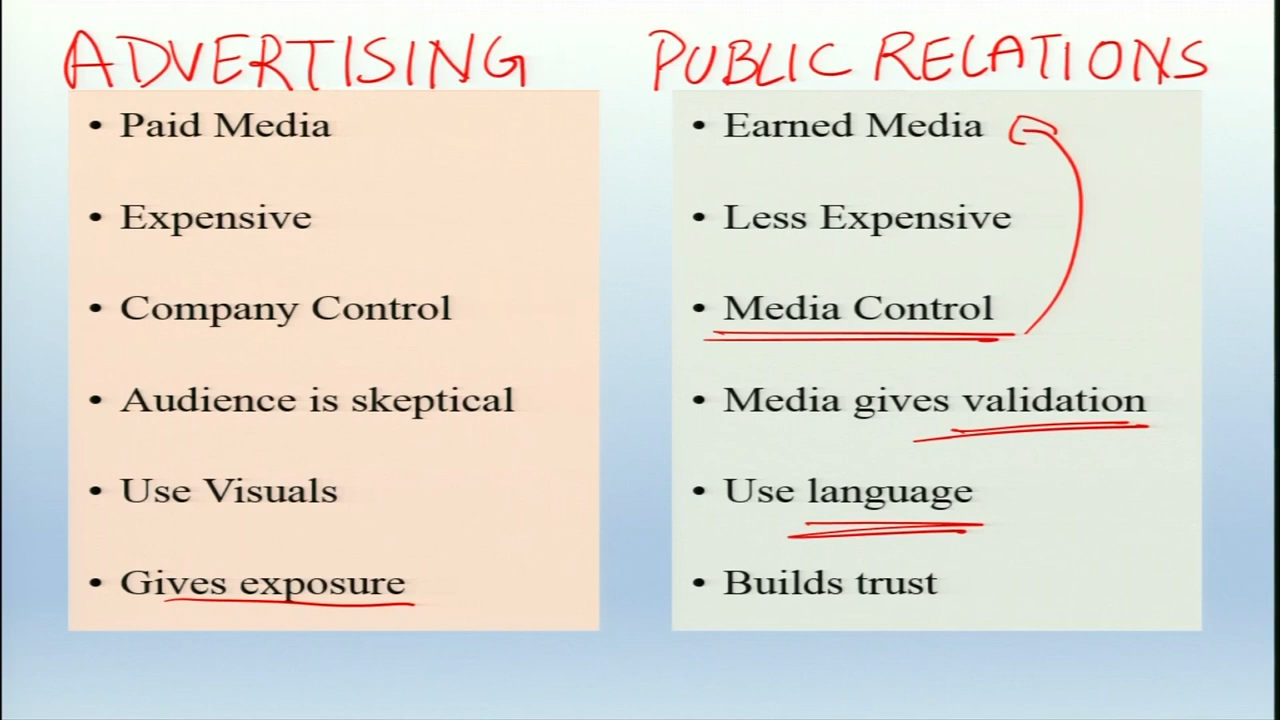 ADVERTISING
• Paid Media
• Expensive
• Company Control
• Audience is skeptical
• Use Visuals
• Gives exposure
PUBLIC RELATIONS
• Earned Media
• Less Expensive
• Media Control
• Media gives validation
• Use language
• Builds trust